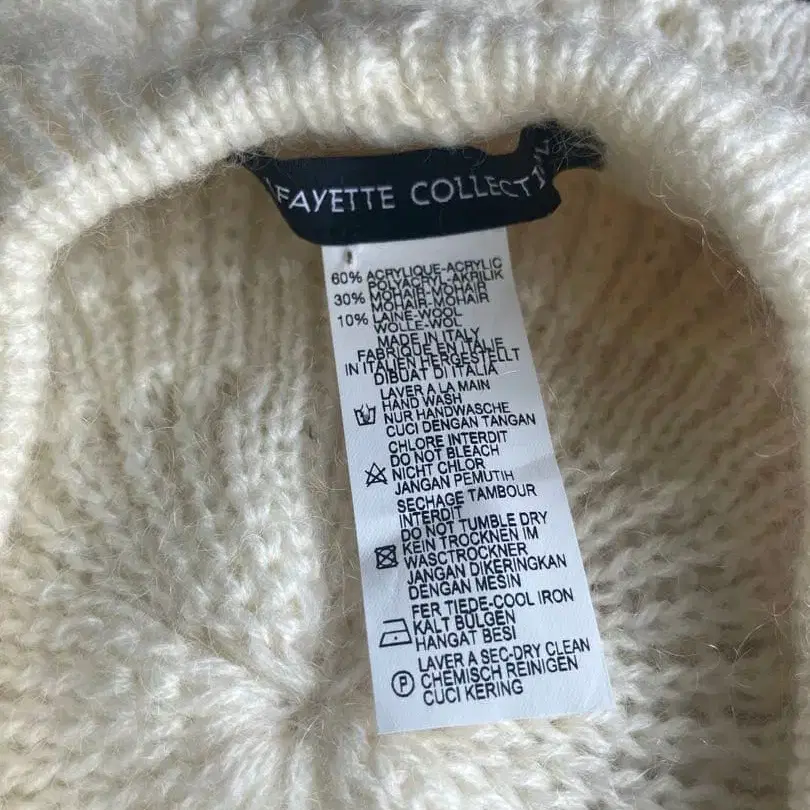 FAYETTE COLLECT
60% ACRYLIQUE-ACRYLIC
POLYACRYL-AKRILIK
30% MOHAIR-MOHAIR
MOHAIR-MOHAIR
10% LAINE-WOOL
WOLLE-WOL
MADE IN ITALY
FABRIQUE EN ITALIE
IN ITALIEN HERGESTELLT
DIBUAT DI ITALIA
LAVER A LA MAIN
HAND WASH
NUR HANDWASCHE
CUCI DENGAN TANGAN
CHLORE INTERDIT
DO NOT BLEACH
NICHT CHLOR
JANGAN PEMUTIH
SECHAGE TAMBOUR
INTERDIT
DO NOT TUMBLE DRY
KEIN TROCKNEN IM
WASCTROCKNER
JANGAN DIKERINGKAN
DENGAN MESIN
FER TIEDE-COOL IRON
KALT BULGEN
HANGAT BESI
P LAVER A SEC-DRY CLEAN
CHEMISCH REINIGEN
CUCI KERING